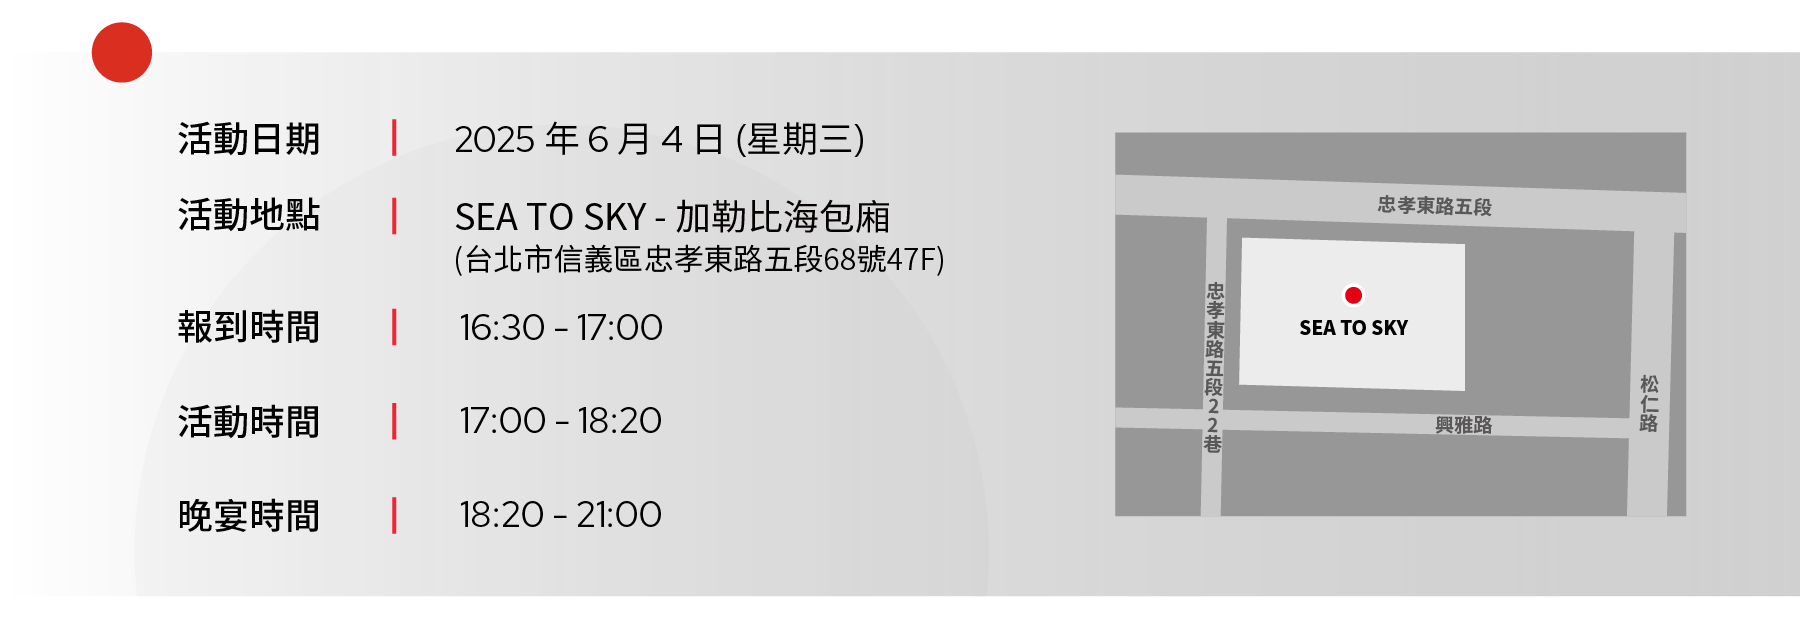 活動日期 | 2025 年 6 月 4 日 (星期三)
活動地點 | SEA TO SKY - 加勒比海包廂
(台北市信義區忠孝東路五段68號47F)
報到時間 | 16:30 – 17:00
活動時間 | 17:00 – 18:20
晚宴時間 | 18:20 – 21:00
忠孝東路五段
忠孝東路五段22巷
SEA TO SKY
松仁路
興雅路